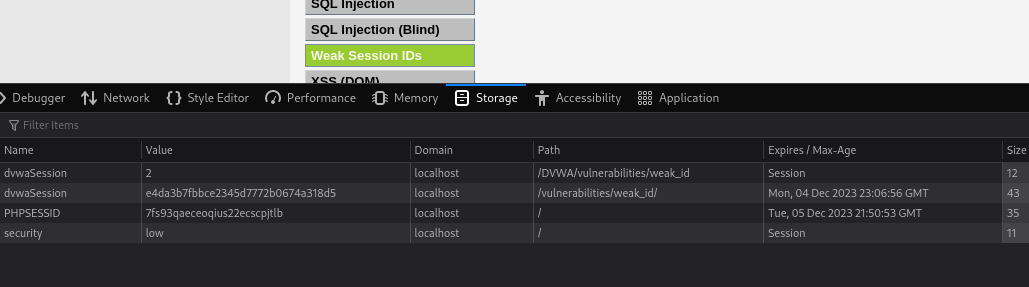 SQL Injection
SQL Injection (Blind)
Weak Session IDs
XSS (DOM)
Debugger Network Style Editor Performance Memory Storage Accessibility Application
Filter Items
Name Value Domain Path Expires / Max-Age Size
dvwaSession 2 localhost /DVWA/vulnerabilities/weak_id Session 12
dvwaSession e4da3b7fbbce2345d7772b0674a318d5 localhost /vulnerabilities/weak_id/ Mon, 04 Dec 2023 23:06:56 GMT 43
PHPSESSID 7fs93qaeceoqius22ecscpjtlb localhost / Tue, 05 Dec 2023 21:50:53 GMT 35
security low localhost / Session 11